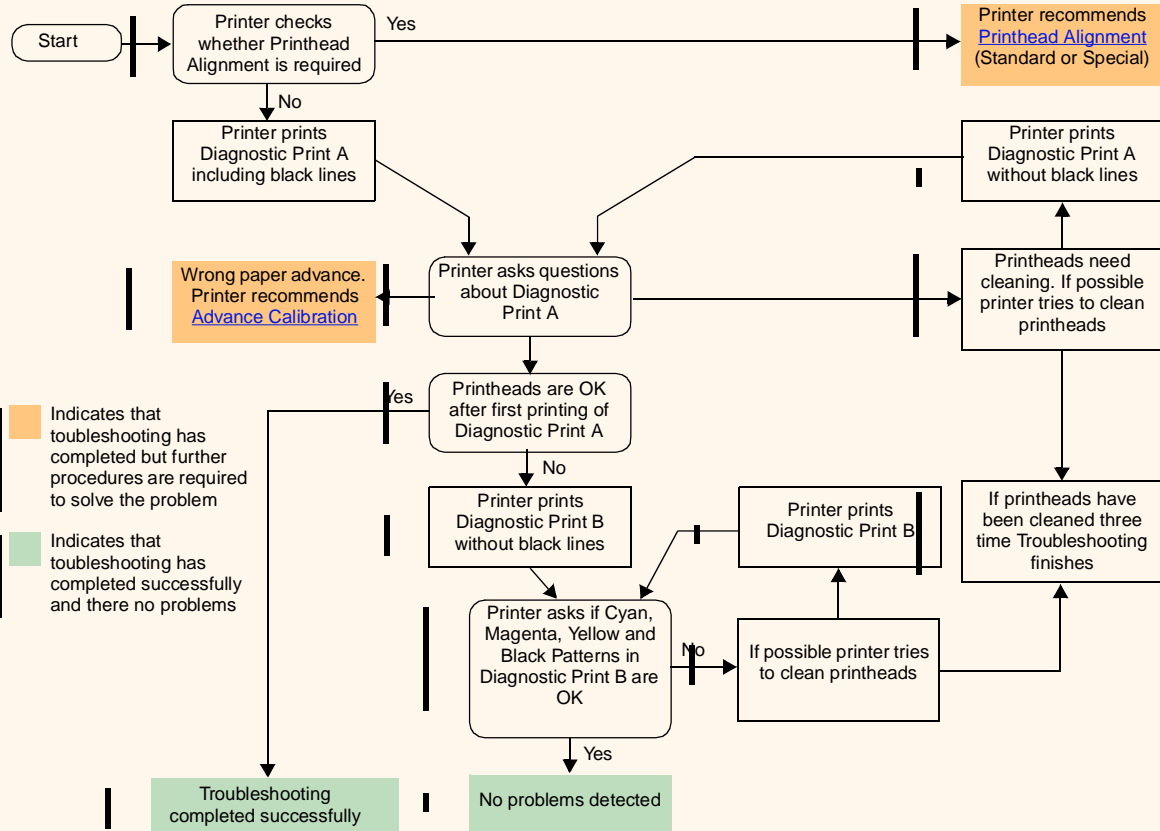 Start
Printer checks
whether Printhead
Alignment is required
Yes
Printer recommends
Printhead Alignment
(Standard or Special)
No
Printer prints
Diagnostic Print A
including black lines
Printer prints
Diagnostic Print A
without black lines
Wrong paper advance.
Printer recommends
Advance Calibration
Printer asks questions
about Diagnostic
Print A
Printheads need
cleaning. If possible
printer tries to clean
printheads
Yes
Printheads are OK
after first printing of
Diagnostic Print A
Indicates that
toubleshooting has
completed but further
procedures are required
to solve the problem
No
Printer prints
Diagnostic Print B
without black lines
Printer prints
Diagnostic Print B
If printheads have
been cleaned three
time Troubleshooting
finishes
Indicates that
toubleshooting has
completed successfully
and there no problems
Printer asks if Cyan,
Magenta, Yellow and
Black Patterns in
Diagnostic Print B are
OK
No
If possible printer tries
to clean printheads
Yes
Troubleshooting
completed successfully
No problems detected